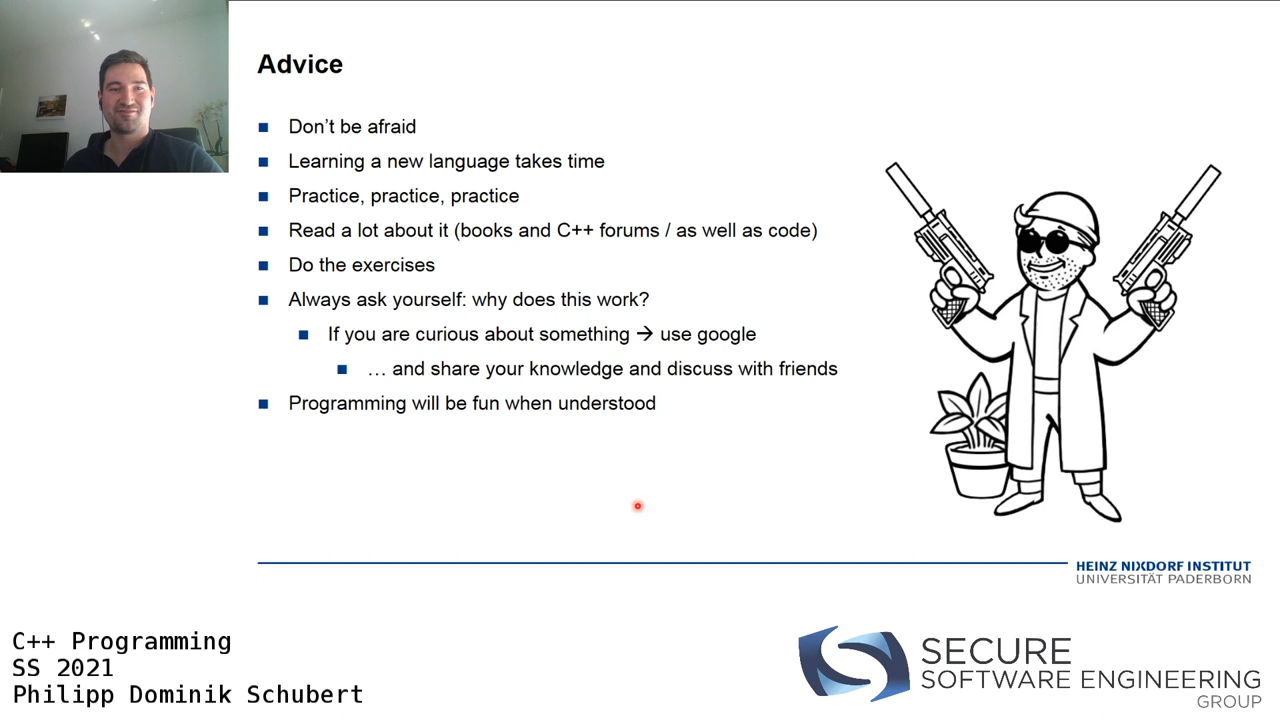 Advice
Don't be afraid
Learning a new language takes time
Practice, practice, practice
Read a lot about it (books and C++ forums / as well as code)
Do the exercises
Always ask yourself: why does this work?
If you are curious about something → use google
… and share your knowledge and discuss with friends
Programming will be fun when understood
HEINZ NIXDORF INSTITUT
UNIVERSITÄT PADERBORN
C++ Programming
SS 2021
Philipp Dominik Schubert
SECURE
SOFTWARE ENGINEERING
GROUP